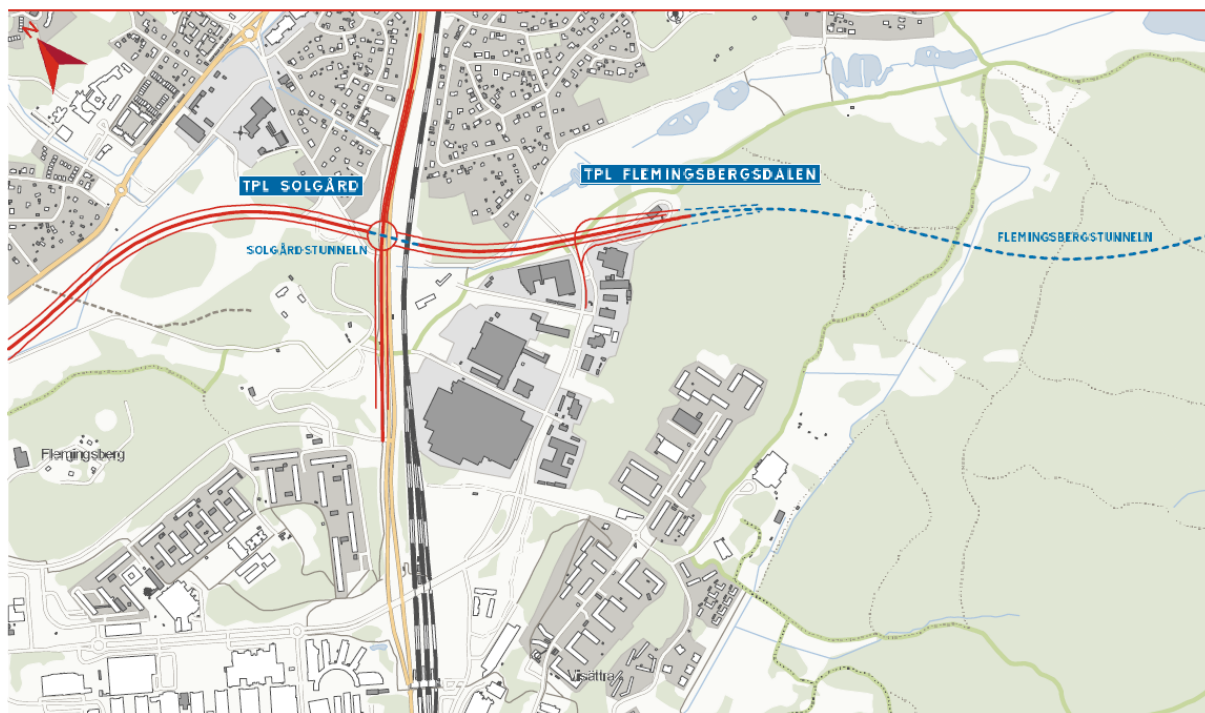 N
TPL SOLGÅRD
TPL FLEMINGSBERGSDALEN
SOLGÅRDSTUNNELN
FLEMINGSBERGSTUNNELN
Flemingsberg
Visättra